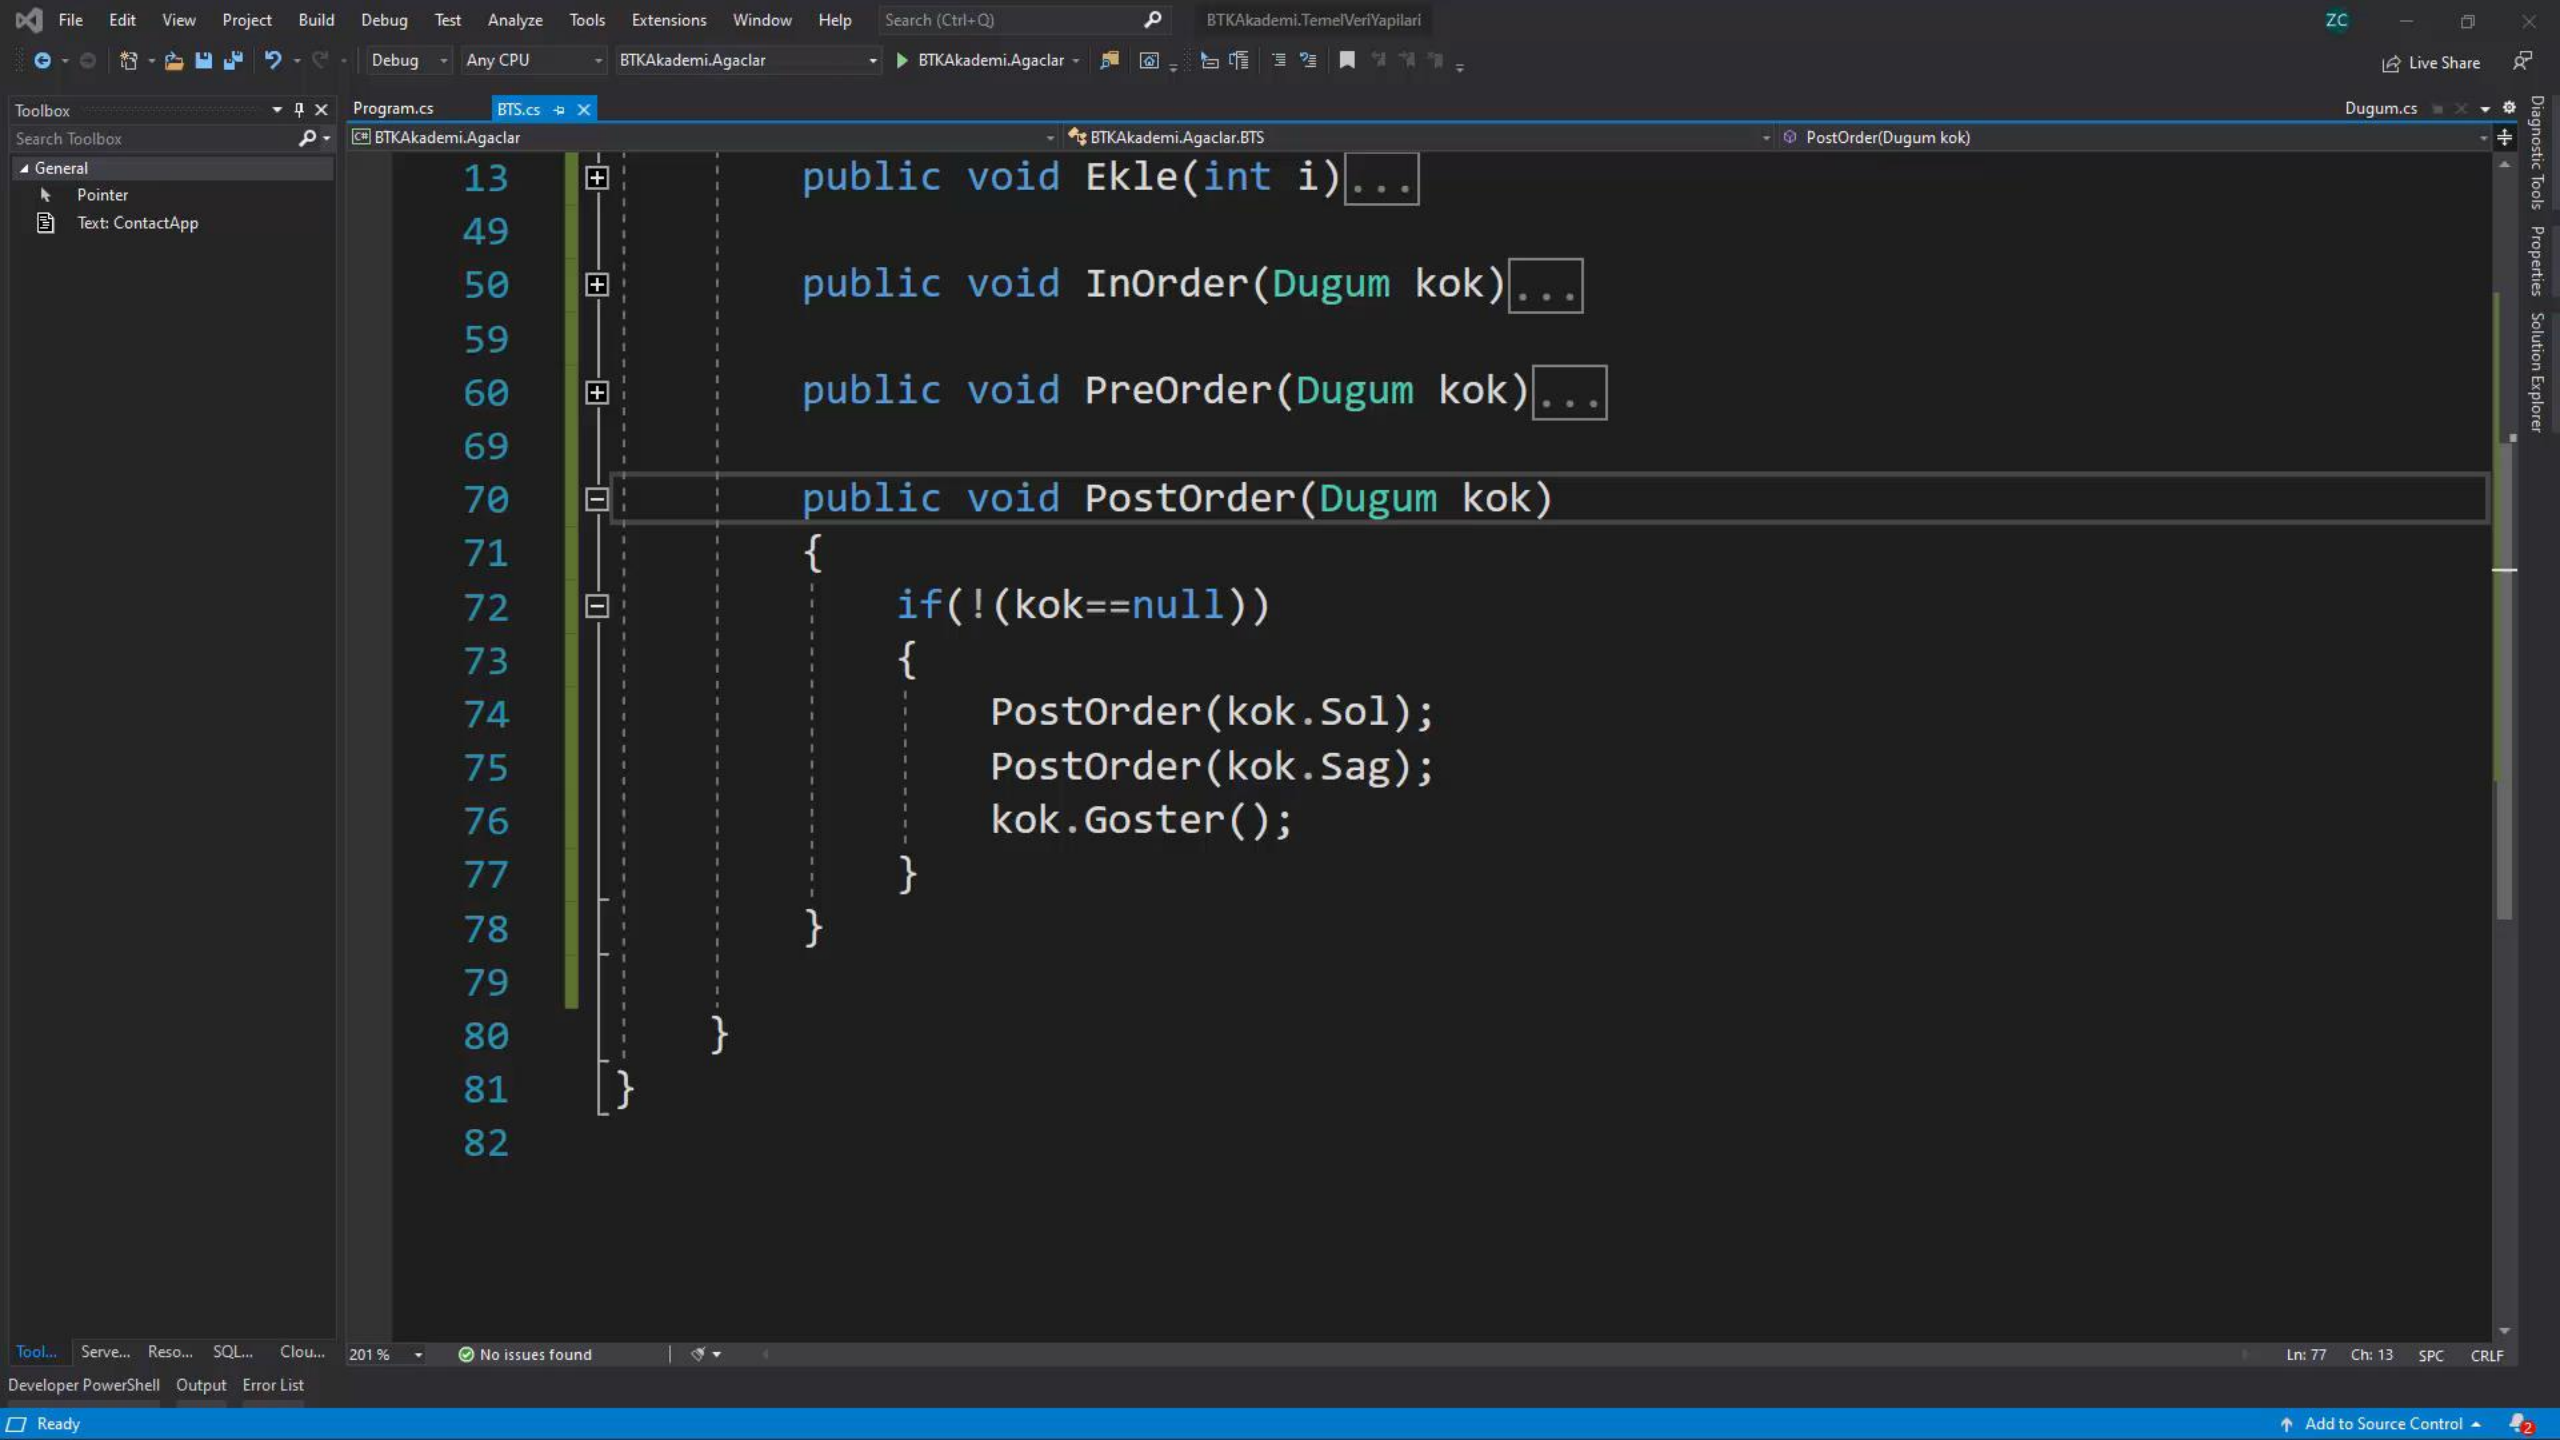 File Edit View Project Build Debug Test Analyze Tools Extensions Window Help Search (Ctrl+Q) BTKAkademi.TemelVeriYapilari ZC
Debug Any CPU BTKAkademi.Agaclar BTKAkademi.Agaclar Live Share
Toolbox
Search Toolbox
General
Pointer
Text: ContactApp
Program.cs BTS.cs Dugum.cs
C# BTKAkademi.Agaclar BTKAkademi.Agaclar.BTS PostOrder(Dugum kok)
13 public void Ekle(int i)...
49
50 public void InOrder(Dugum kok)...
59
60 public void PreOrder(Dugum kok)...
69
70 public void PostOrder(Dugum kok)
71 {
72 if(!(kok==null))
73 {
74 PostOrder(kok.Sol);
75 PostOrder(kok.Sag);
76 kok.Goster();
77 }
78 }
79
80 }
81 }
82
Diagnostic Tools
Properties
Solution Explorer
Tool... Serve... Reso... SQL... Clou...
201 % No issues found Ln: 77 Ch: 13 SPC CRLF
Developer PowerShell Output Error List
Ready Add to Source Control 2